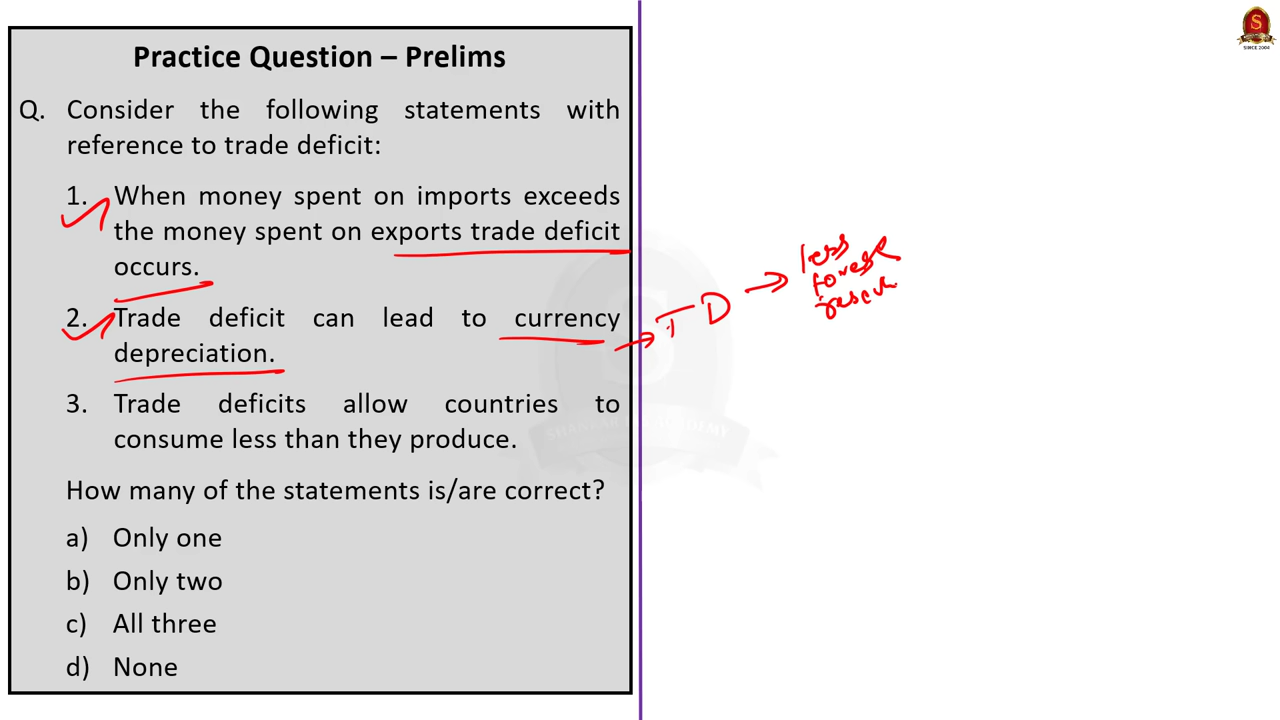 S
SINCE 2004
Practice Question – Prelims
Q. Consider the following statements with
reference to trade deficit:
1. When money spent on imports exceeds
the money spent on exports trade deficit
occurs.
2. Trade deficit can lead to currency
depreciation.
3. Trade deficits allow countries to
consume less than they produce.
How many of the statements is/are correct?
a) Only one
b) Only two
c) All three
d) None
TD
less